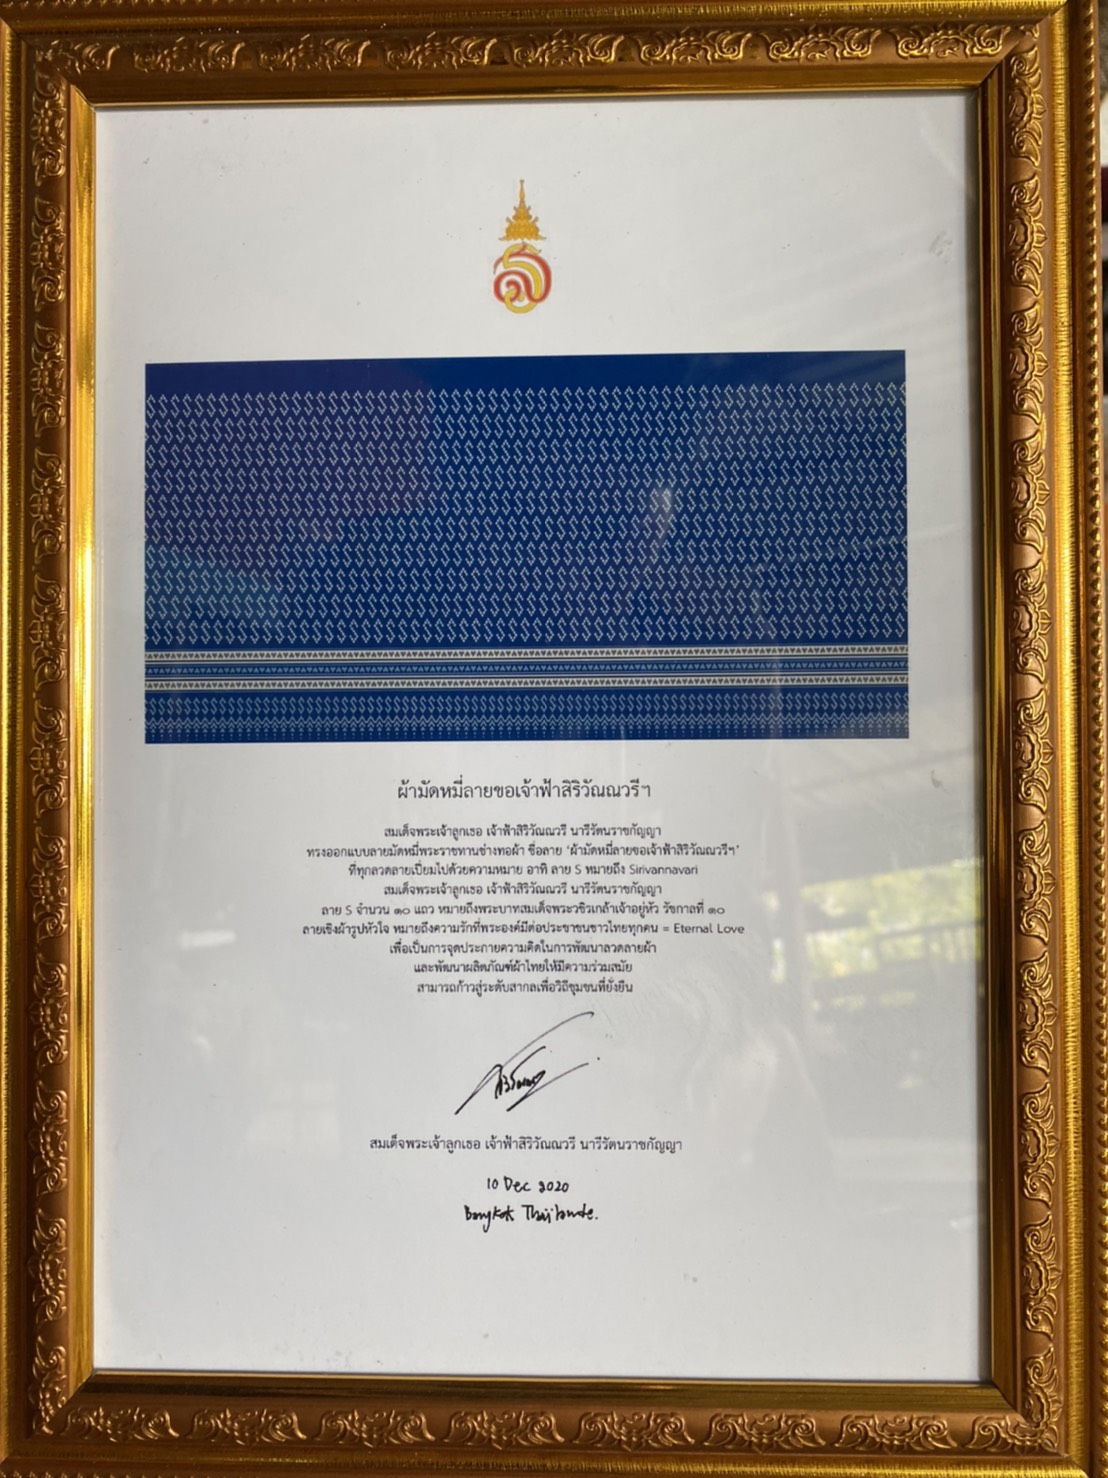 ผ้ามัดหมี่ลายขอเจ้าฟ้าสิริวัณณวรีฯ
สมเด็จพระเจ้าลูกเธอ เจ้าฟ้าสิริวัณณวรี นารีรัตนราชกัญญา
ทรงออกแบบลายมัดหมี่พระราชทานช่างทอผ้า ชื่อลาย ‘ผ้ามัดหมี่ลายขอเจ้าฟ้าสิริวัณณวรีฯ’
ที่ทุกลวดลายเปี่ยมไปด้วยความหมาย อาทิ ลาย S หมายถึง Sirivannavari
สมเด็จพระเจ้าลูกเธอ เจ้าฟ้าสิริวัณณวรี นารีรัตนราชกัญญา
ลาย S จำนวน ๑๐ แถว หมายถึงพระบาทสมเด็จพระวชิรเกล้าเจ้าอยู่หัว รัชกาลที่ ๑๐
ลายเชิงผ้ารูปหัวใจ หมายถึงความรักที่พระองค์มีต่อประชาชนชาวไทยทุกคน = Eternal Love
เพื่อเป็นการจุดประกายความคิดในการพัฒนาลวดลายผ้า
และพัฒนาผลิตภัณฑ์ผ้าไทยให้มีความร่วมสมัย
สามารถก้าวสู่ระดับสากลเพื่อวิถีชุมชนที่ยั่งยืน
สมเด็จพระเจ้าลูกเธอ เจ้าฟ้าสิริวัณณวรี นารีรัตนราชกัญญา
10 Dec 2020
Bangkok Thailande.